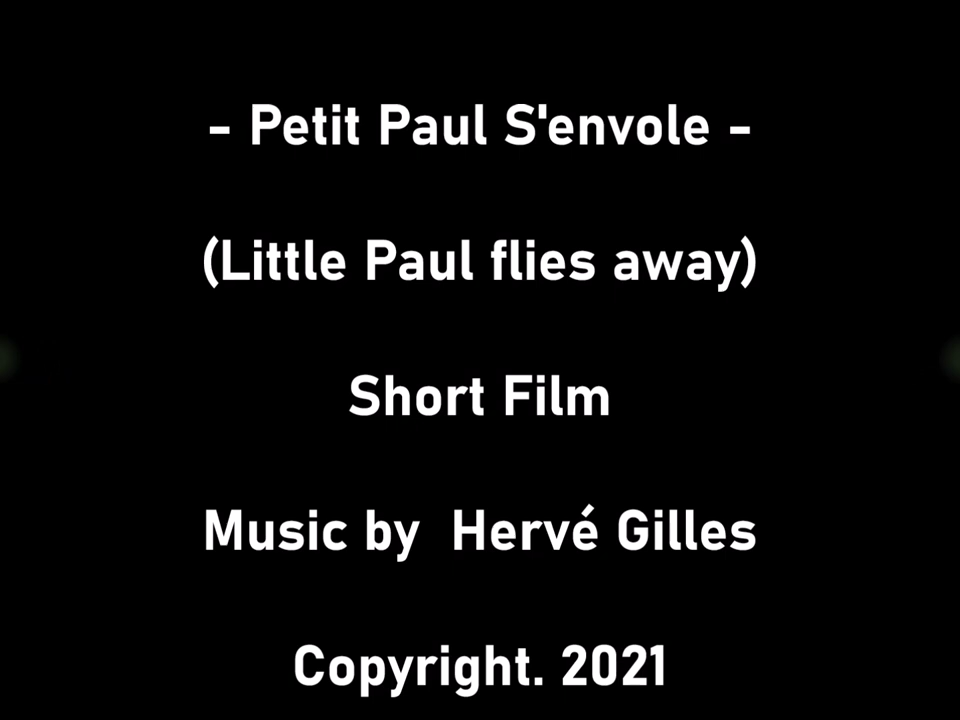 - Petit Paul S'envole -
(Little Paul flies away)
Short Film
Music by  Hervé Gilles
Copyright. 2021